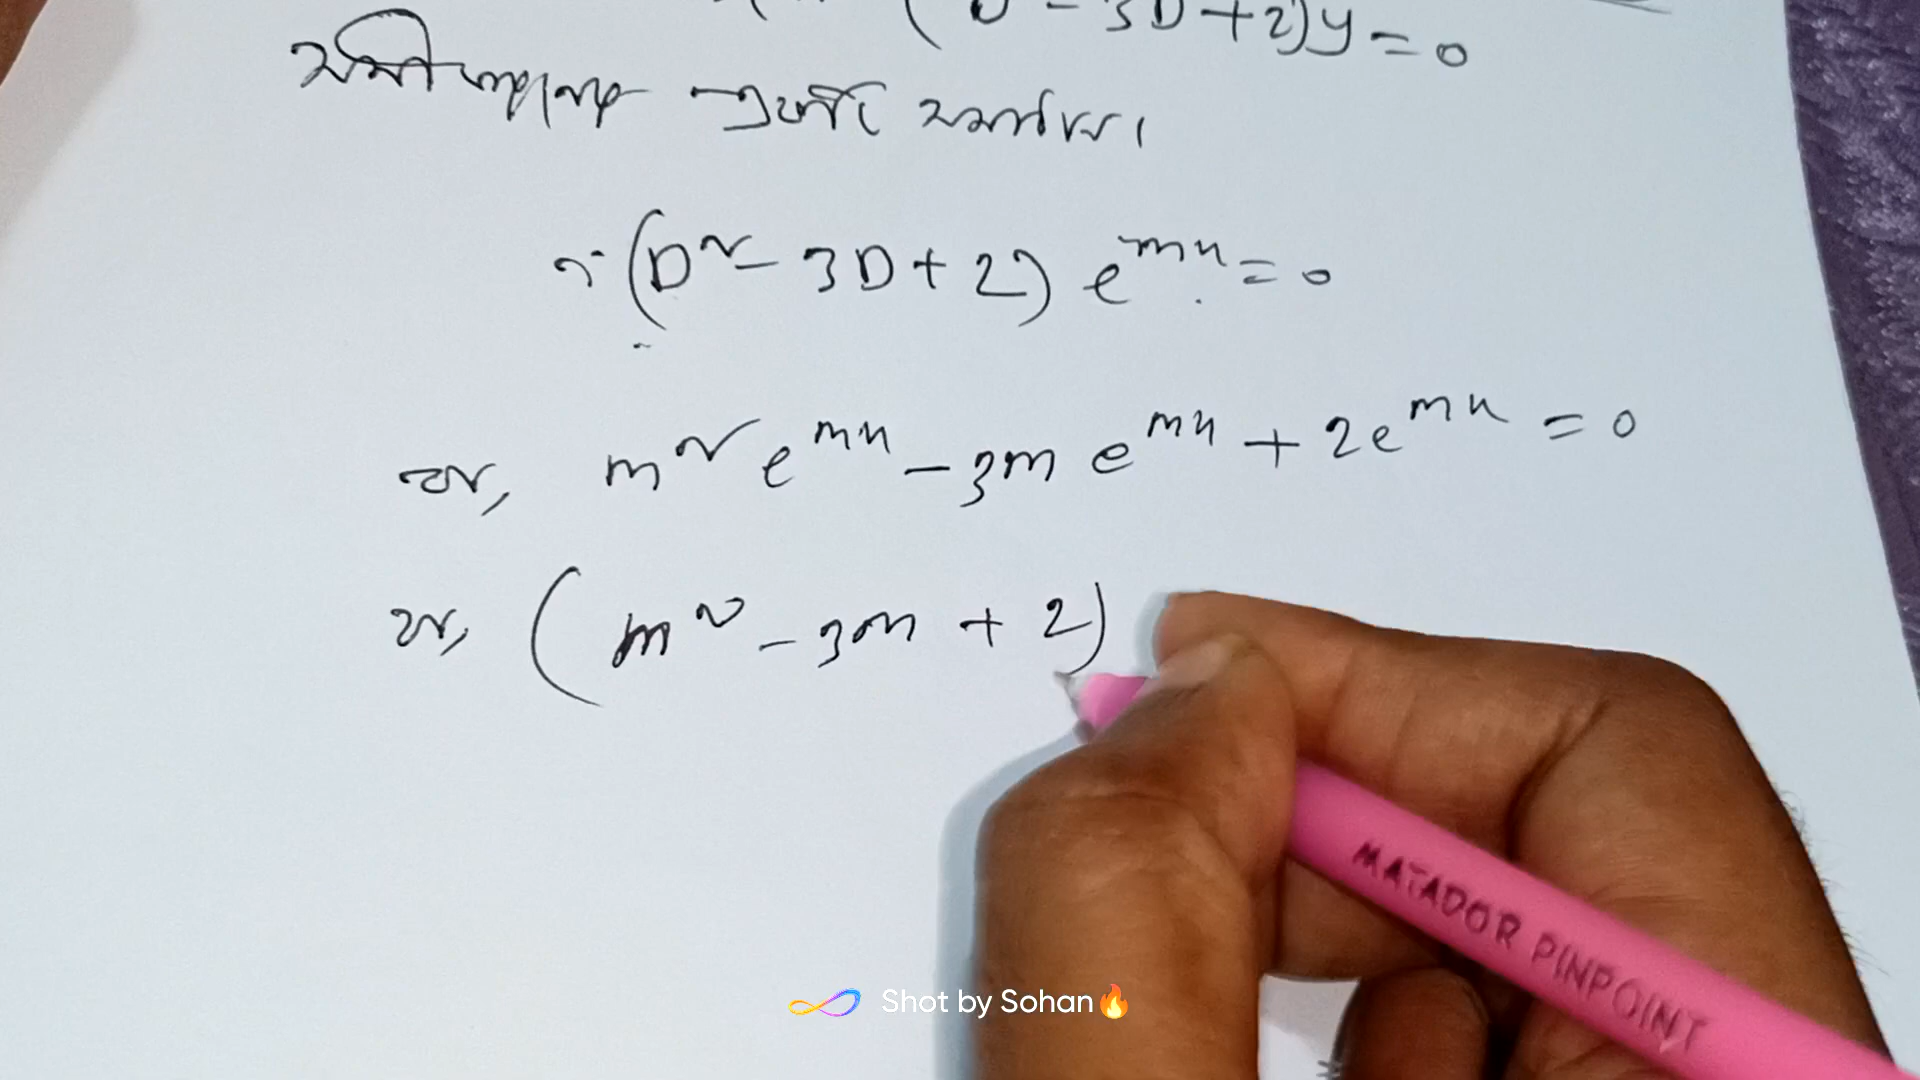 (D² - 3D + 2)y = 0
সমীকরণের একটি সমাধান।
∴ (D² - 3D + 2) e^{mx} = 0
বা, m² e^{mx} - 3m e^{mx} + 2e^{mx} = 0
বা, (m² - 3m + 2)
MATADOR PINPOINT
Shot by Sohan🔥